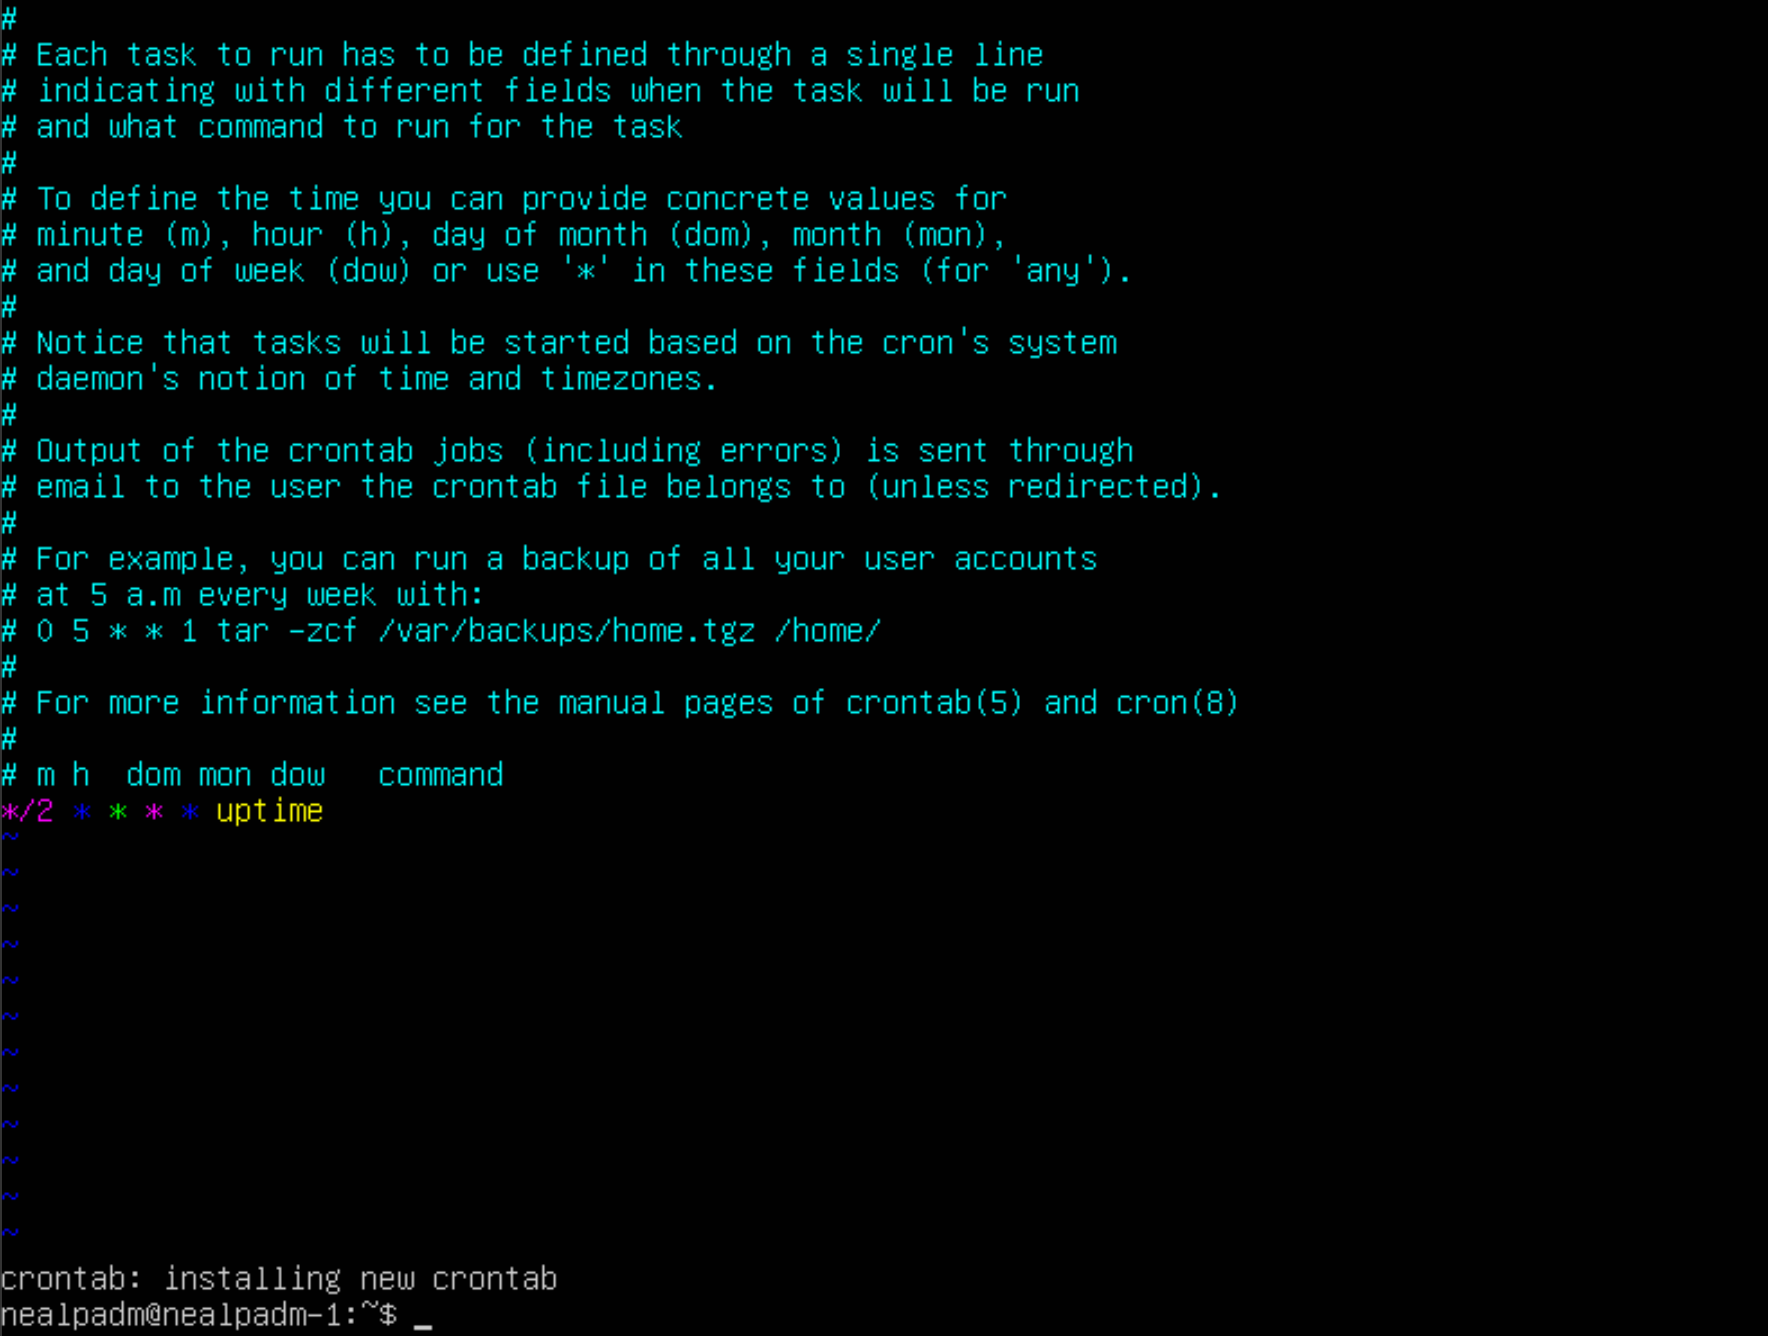 #
# Each task to run has to be defined through a single line
# indicating with different fields when the task will be run
# and what command to run for the task
#
# To define the time you can provide concrete values for
# minute (m), hour (h), day of month (dom), month (mon),
# and day of week (dow) or use '*' in these fields (for 'any').
#
# Notice that tasks will be started based on the cron's system
# daemon's notion of time and timezones.
#
# Output of the crontab jobs (including errors) is sent through
# email to the user the crontab file belongs to (unless redirected).
#
# For example, you can run a backup of all your user accounts
# at 5 a.m every week with:
# 0 5 * * 1 tar -zcf /var/backups/home.tgz /home/
#
# For more information see the manual pages of crontab(5) and cron(8)
#
# m h  dom mon dow   command
*/2 * * * * uptime
~
~
~
~
~
~
~
~
~
~
~
~
crontab: installing new crontab
nealpadm@nealpadm-1:~$ _